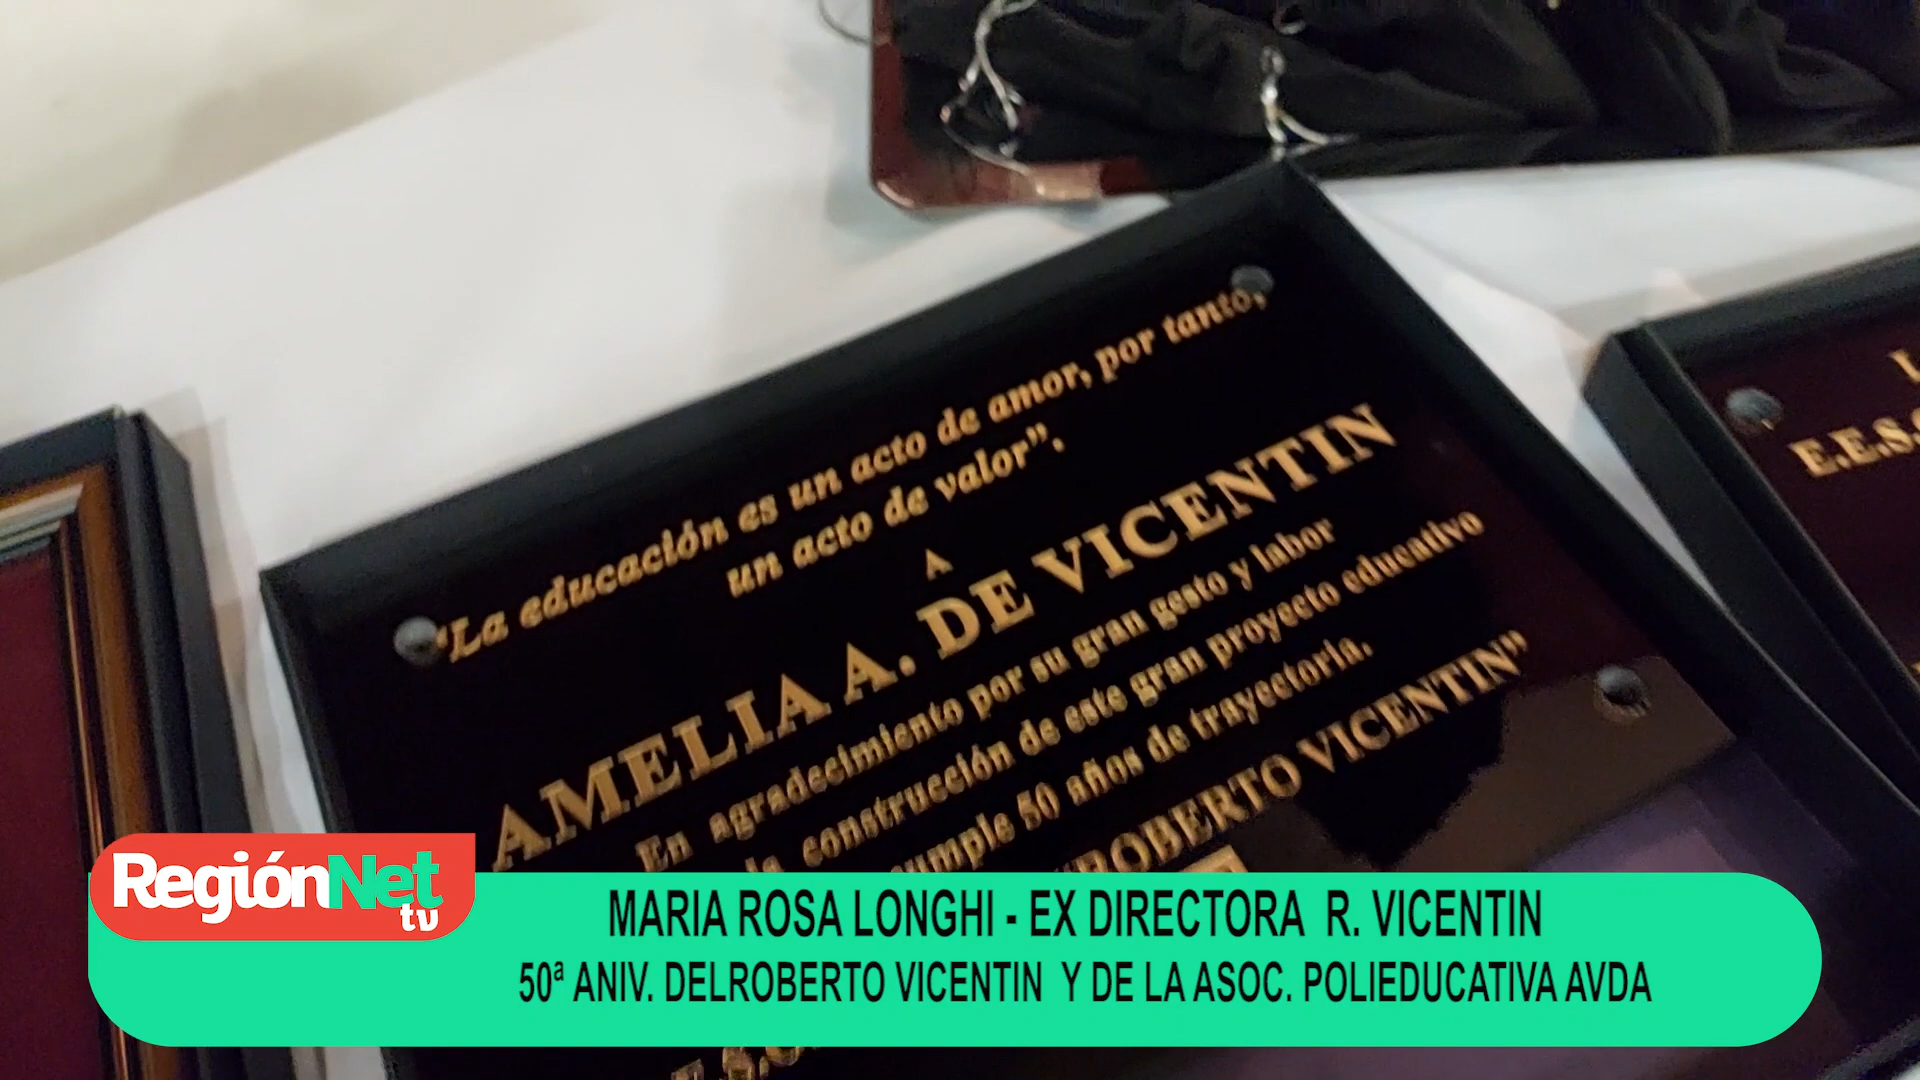 "La educación es un acto de amor, por tanto,
un acto de valor".
A
AMELIA A. DE VICENTIN
En agradecimiento por su gran gesto y labor
la construcción de este gran proyecto educativo
cumple 50 años de trayectoria.
"ROBERTO VICENTIN"
E.E.S.
RegiónNet
tv
MARIA ROSA LONGHI - EX DIRECTORA R. VICENTIN
50ª ANIV. DELROBERTO VICENTIN Y DE LA ASOC. POLIEDUCATIVA AVDA